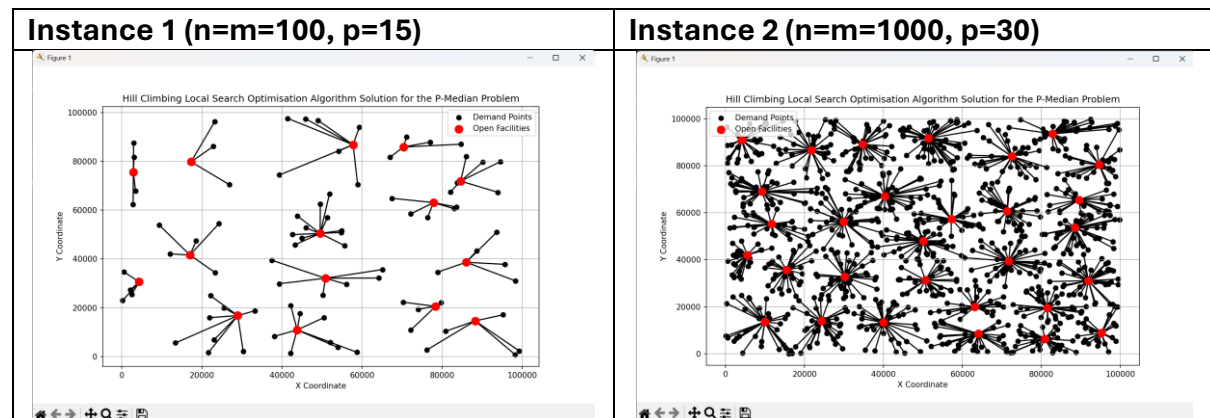 Instance 1 (n=m=100, p=15)
Figure 1
Hill Climbing Local Search Optimisation Algorithm Solution for the P-Median Problem
Demand Points
Open Facilities
100000
80000
60000
40000
20000
0
Y Coordinate
0 20000 40000 60000 80000 100000
X Coordinate
Instance 2 (n=m=1000, p=30)
Figure 1
Hill Climbing Local Search Optimisation Algorithm Solution for the P-Median Problem
Demand Points
Open Facilities
100000
80000
60000
40000
20000
0
Y Coordinate
0 20000 40000 60000 80000 100000
X Coordinate